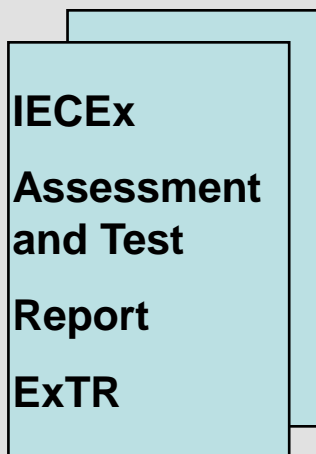 IECEx
Assessment
and Test
Report
ExTR